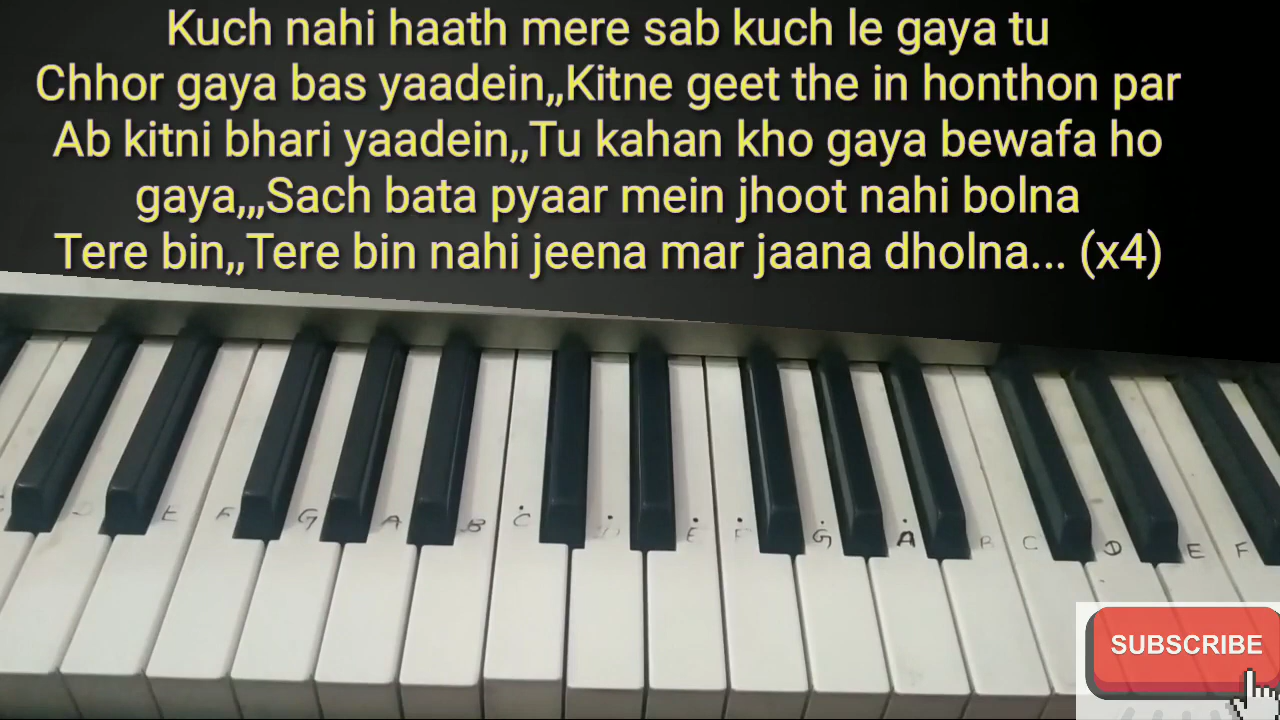 Kuch nahi haath mere sab kuch le gaya tu
Chhor gaya bas yaadein,,Kitne geet the in honthon par
Ab kitni bhari yaadein,,Tu kahan kho gaya bewafa ho
gaya,,,Sach bata pyaar mein jhoot nahi bolna
Tere bin,,Tere bin nahi jeena mar jaana dholna... (x4)
E G A B C E G A C D E F
SUBSCRIBE